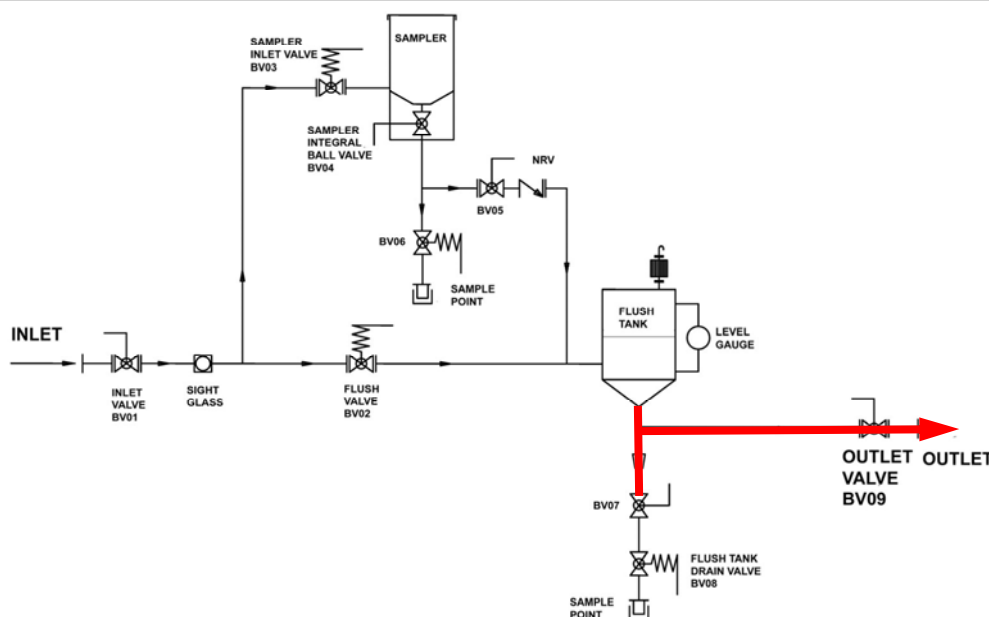 SAMPLER
INLET VALVE
BV03
SAMPLER
SAMPLER
INTEGRAL
BALL VALVE
BV04
NRV
BV05
BV06
SAMPLE
POINT
FLUSH
TANK
LEVEL
GAUGE
INLET
INLET
VALVE
BV01
SIGHT
GLASS
FLUSH
VALVE
BV02
OUTLET
VALVE
BV09
OUTLET
BV07
FLUSH TANK
DRAIN VALVE
BV08
SAMPLE
POINT